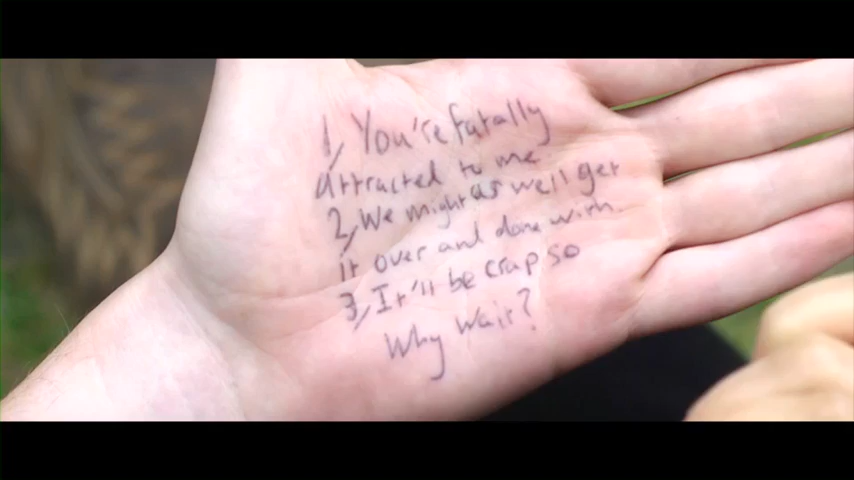 1, You're fatally
attracted to me
2, We might as well get
it over and done with
3, It'll be crap so
Why wait?